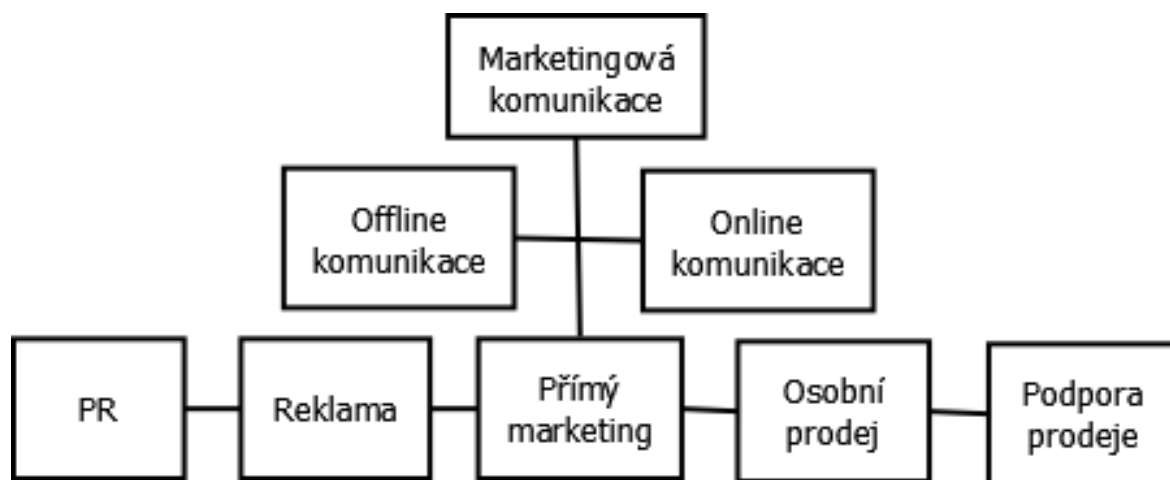 Marketingová
komunikace
Offline
komunikace
Online
komunikace
PR
Reklama
Přímý
marketing
Osobní
prodej
Podpora
prodeje